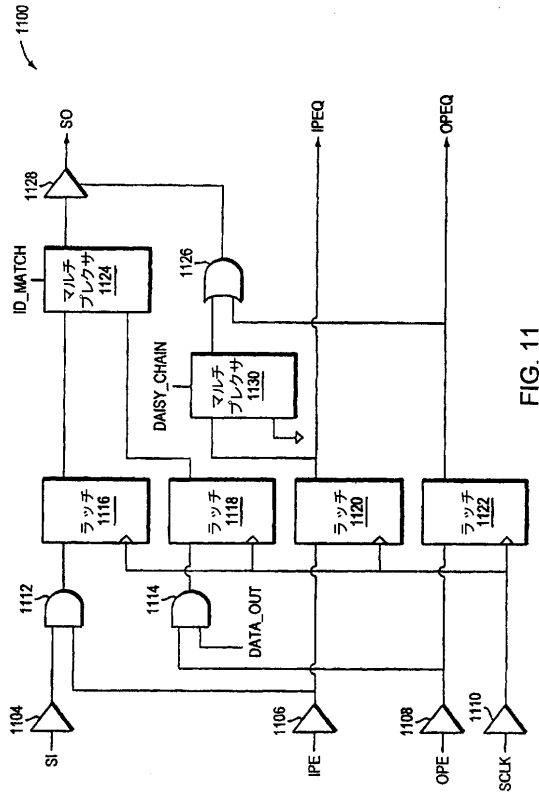 1100
SI
1104
1112
ラッチ
1116
ID_MATCH
マルチ
プレクサ
1124
1128
SO
1114
DATA_OUT
ラッチ
1118
DAISY_CHAIN
マルチ
プレクサ
1130
1126
IPE
1106
ラッチ
1120
IPEQ
OPE
1108
ラッチ
1122
OPEQ
SCLK
1110
FIG. 11